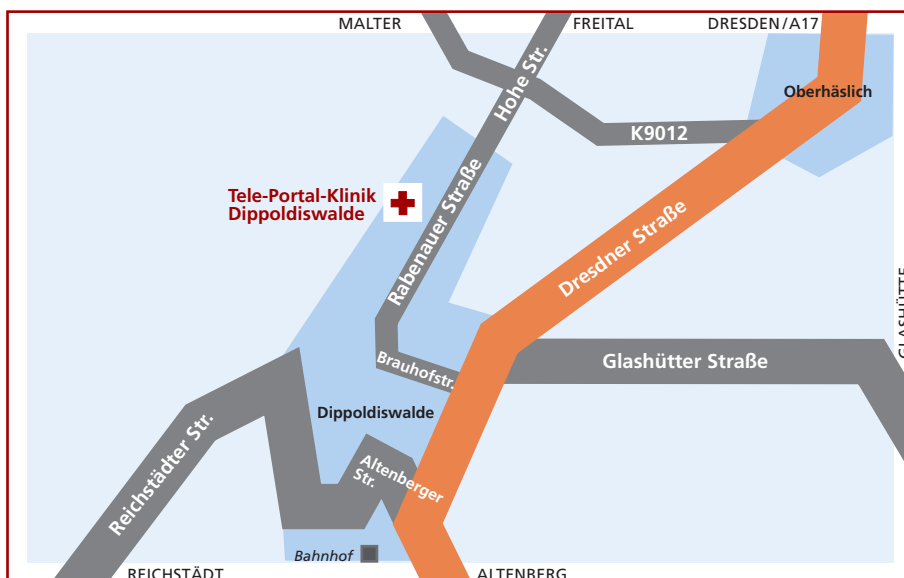 MALTER
FREITAL
DRESDEN/A17
Hohe Str.
Oberhäslich
K9012
Tele-Portal-Klinik
Dippoldiswalde
Rabenauer Straße
Dresdner Straße
GLASHÜTTE
Brauhofstr.
Glashütter Straße
Dippoldiswalde
Reichstädter Str.
Altenberger
Str.
Bahnhof
REICHSTÄDT
ALTENBERG